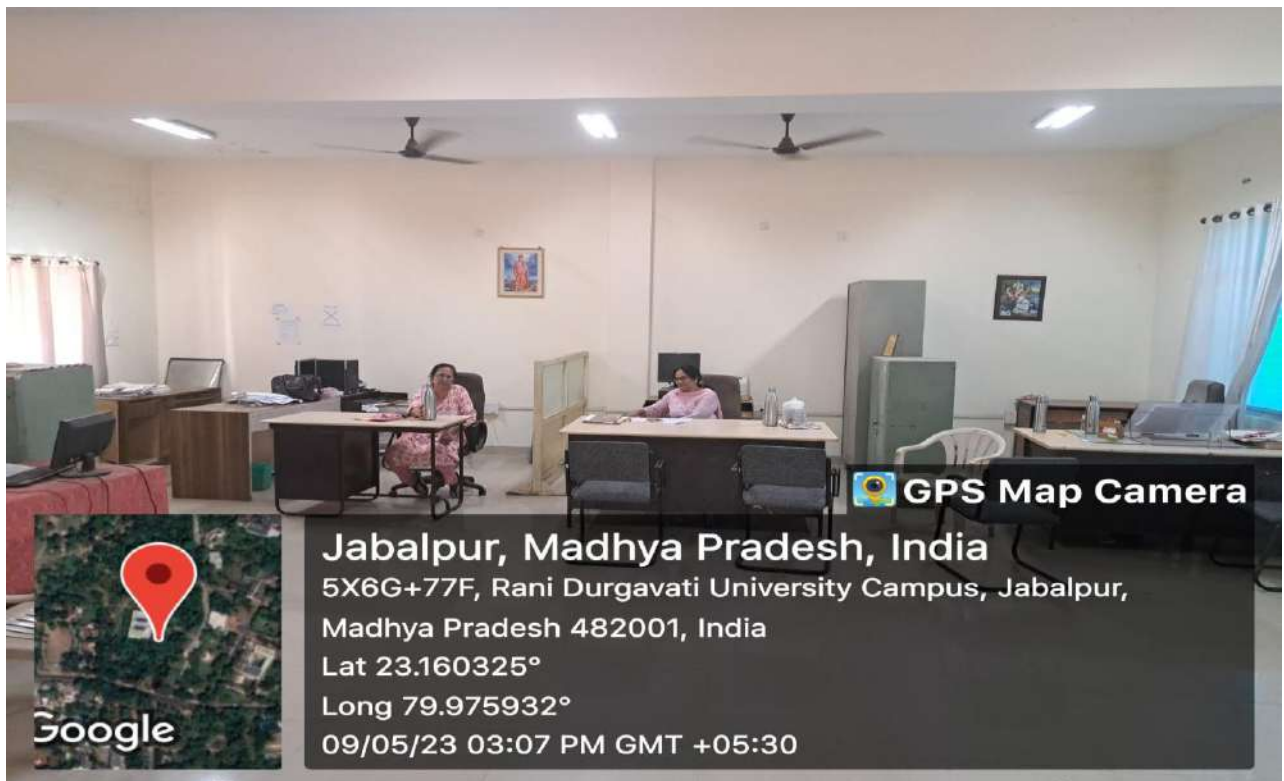 GPS Map Camera
Jabalpur, Madhya Pradesh, India
5X6G+77F, Rani Durgavati University Campus, Jabalpur,
Madhya Pradesh 482001, India
Lat 23.160325°
Long 79.975932°
09/05/23 03:07 PM GMT +05:30
Google